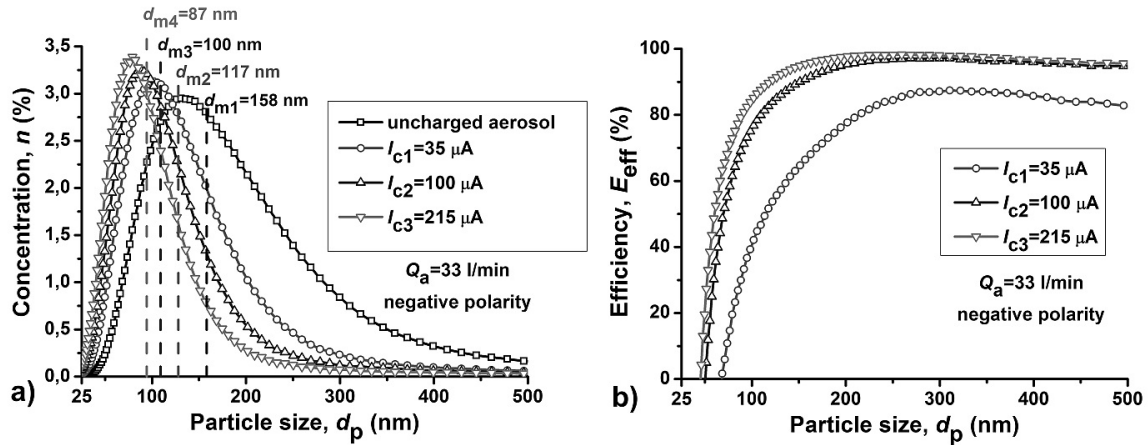 d_m4=87 nm
d_m3=100 nm
d_m2=117 nm
d_m1=158 nm
uncharged aerosol
I_c1=35 μA
I_c2=100 μA
I_c3=215 μA
Q_a=33 l/min
negative polarity
3,5
3,0
2,5
2,0
1,5
1,0
0,5
0,0
Concentration, n (%)
25
100
200
300
400
500
Particle size, d_p (nm)
a)
100
80
60
40
20
0
Efficiency, E_eff (%)
I_c1=35 μA
I_c2=100 μA
I_c3=215 μA
Q_a=33 l/min
negative polarity
25
100
200
300
400
500
Particle size, d_p (nm)
b)